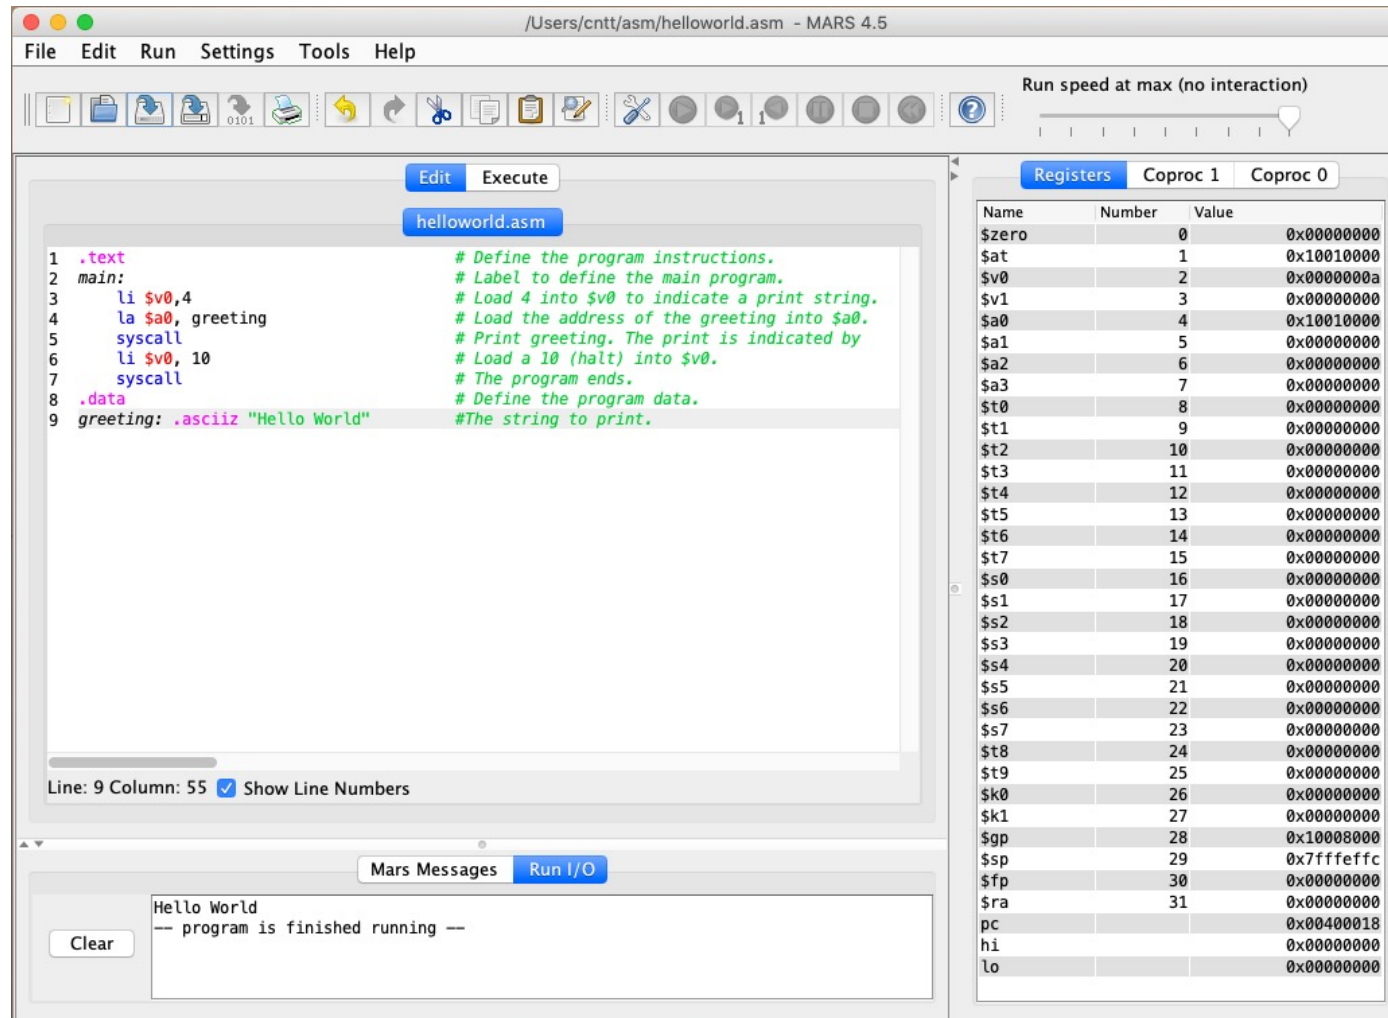 /Users/cntt/asm/helloworld.asm - MARS 4.5
File Edit Run Settings Tools Help
Run speed at max (no interaction)
0101
1
1
?
Edit Execute
helloworld.asm
1 .text # Define the program instructions.
2 main: # Label to define the main program.
3 li $v0,4 # Load 4 into $v0 to indicate a print string.
4 la $a0, greeting # Load the address of the greeting into $a0.
5 syscall # Print greeting. The print is indicated by
6 li $v0, 10 # Load a 10 (halt) into $v0.
7 syscall # The program ends.
8 .data # Define the program data.
9 greeting: .asciiz "Hello World" #The string to print.
Line: 9 Column: 55 Show Line Numbers
Mars Messages Run I/O
Clear
Hello World
-- program is finished running --
Registers Coproc 1 Coproc 0
Name Number Value
$zero 0 0x00000000
$at 1 0x10010000
$v0 2 0x0000000a
$v1 3 0x00000000
$a0 4 0x10010000
$a1 5 0x00000000
$a2 6 0x00000000
$a3 7 0x00000000
$t0 8 0x00000000
$t1 9 0x00000000
$t2 10 0x00000000
$t3 11 0x00000000
$t4 12 0x00000000
$t5 13 0x00000000
$t6 14 0x00000000
$t7 15 0x00000000
$s0 16 0x00000000
$s1 17 0x00000000
$s2 18 0x00000000
$s3 19 0x00000000
$s4 20 0x00000000
$s5 21 0x00000000
$s6 22 0x00000000
$s7 23 0x00000000
$t8 24 0x00000000
$t9 25 0x00000000
$k0 26 0x00000000
$k1 27 0x00000000
$gp 28 0x10008000
$sp 29 0x7fffeffc
$fp 30 0x00000000
$ra 31 0x00000000
pc 0x00400018
hi 0x00000000
lo 0x00000000